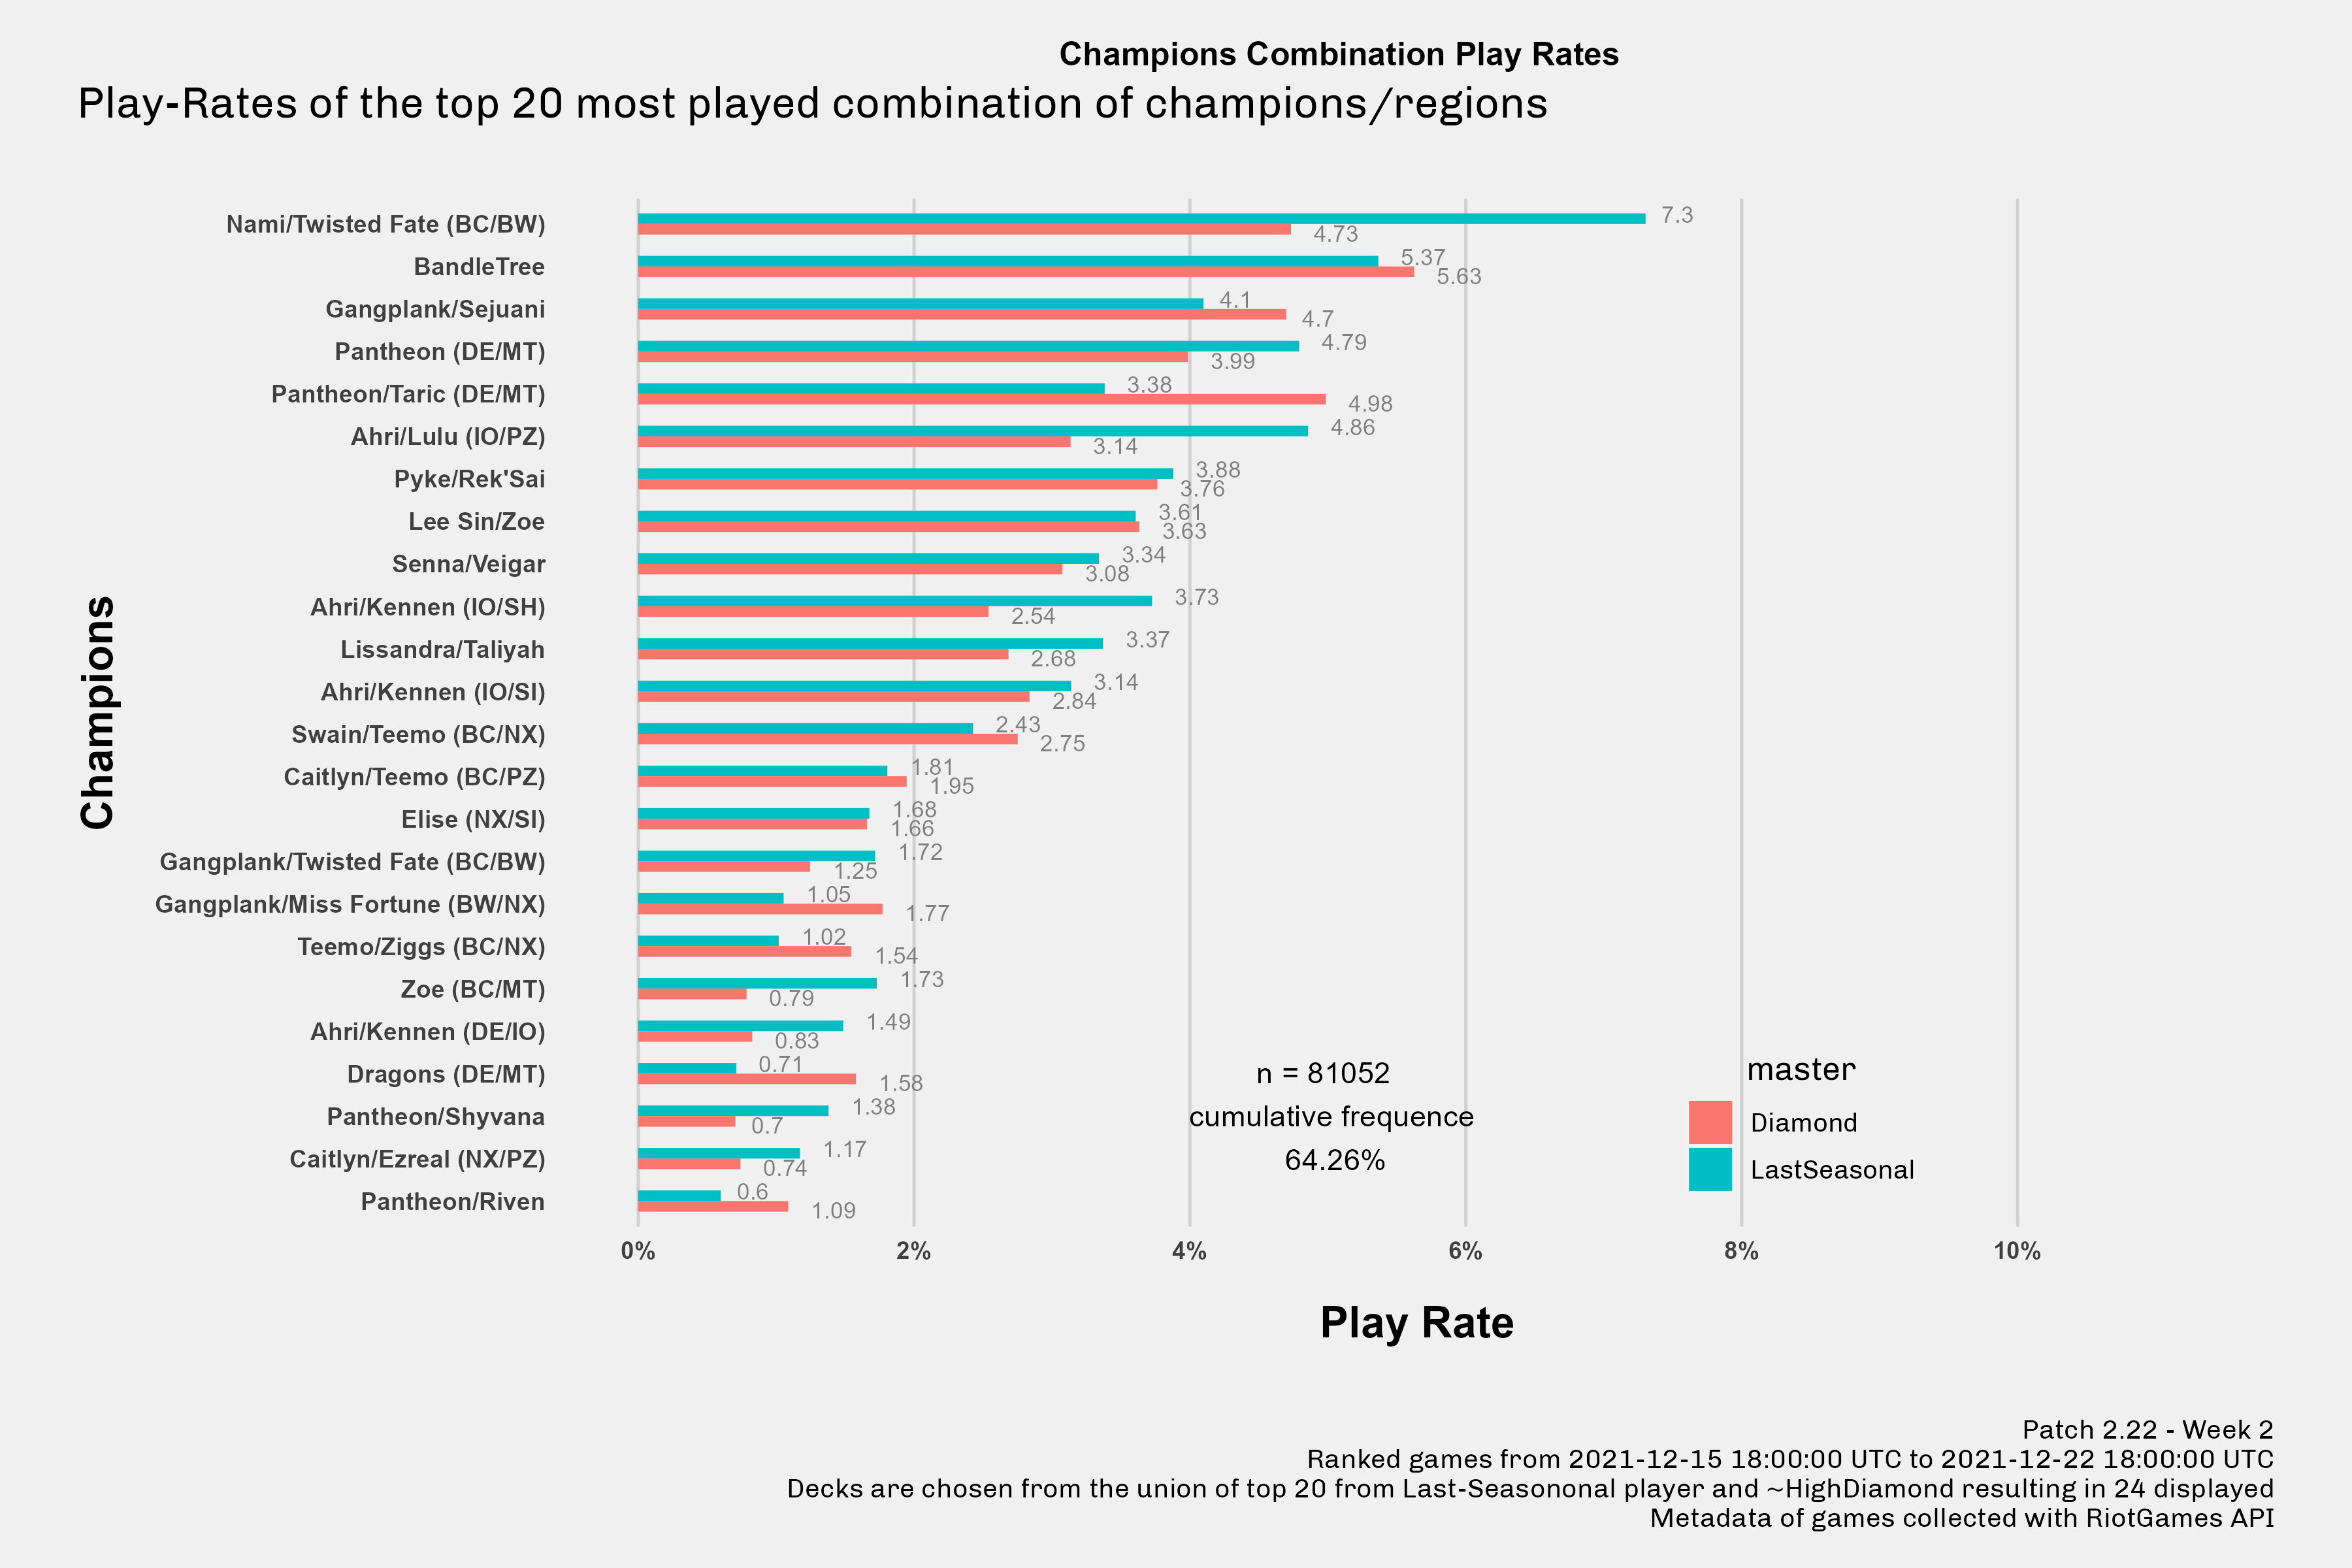 Champions Combination Play Rates
Play-Rates of the top 20 most played combination of champions/regions
Champions
Nami/Twisted Fate (BC/BW) 7.3 4.73
BandleTree 5.37 5.63
Gangplank/Sejuani 4.1 4.7
Pantheon (DE/MT) 4.79 3.99
Pantheon/Taric (DE/MT) 3.38 4.98
Ahri/Lulu (IO/PZ) 4.86 3.14
Pyke/Rek'Sai 3.88 3.76
Lee Sin/Zoe 3.61 3.63
Senna/Veigar 3.34 3.08
Ahri/Kennen (IO/SH) 3.73 2.54
Lissandra/Taliyah 3.37 2.68
Ahri/Kennen (IO/SI) 3.14 2.84
Swain/Teemo (BC/NX) 2.43 2.75
Caitlyn/Teemo (BC/PZ) 1.81 1.95
Elise (NX/SI) 1.68 1.66
Gangplank/Twisted Fate (BC/BW) 1.72 1.25
Gangplank/Miss Fortune (BW/NX) 1.05 1.77
Teemo/Ziggs (BC/NX) 1.02 1.54
Zoe (BC/MT) 1.73 0.79
Ahri/Kennen (DE/IO) 1.49 0.83
Dragons (DE/MT) 0.71 1.58
Pantheon/Shyvana 1.38 0.7
Caitlyn/Ezreal (NX/PZ) 1.17 0.74
Pantheon/Riven 0.6 1.09
n = 81052
cumulative frequence
64.26%
master
Diamond
LastSeasonal
0% 2% 4% 6% 8% 10%
Play Rate
Patch 2.22 - Week 2
Ranked games from 2021-12-15 18:00:00 UTC to 2021-12-22 18:00:00 UTC
Decks are chosen from the union of top 20 from Last-Seasononal player and ~HighDiamond resulting in 24 displayed
Metadata of games collected with RiotGames API